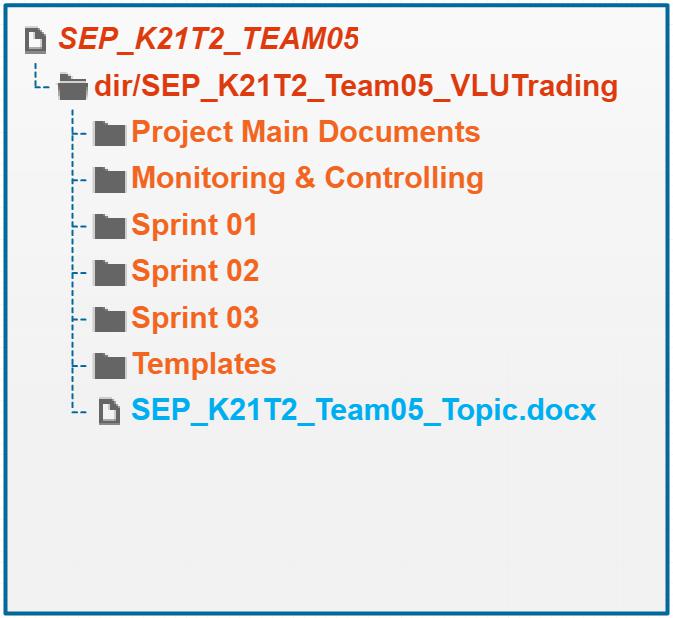 SEP_K21T2_TEAM05
dir/SEP_K21T2_Team05_VLUTrading
Project Main Documents
Monitoring & Controlling
Sprint 01
Sprint 02
Sprint 03
Templates
SEP_K21T2_Team05_Topic.docx